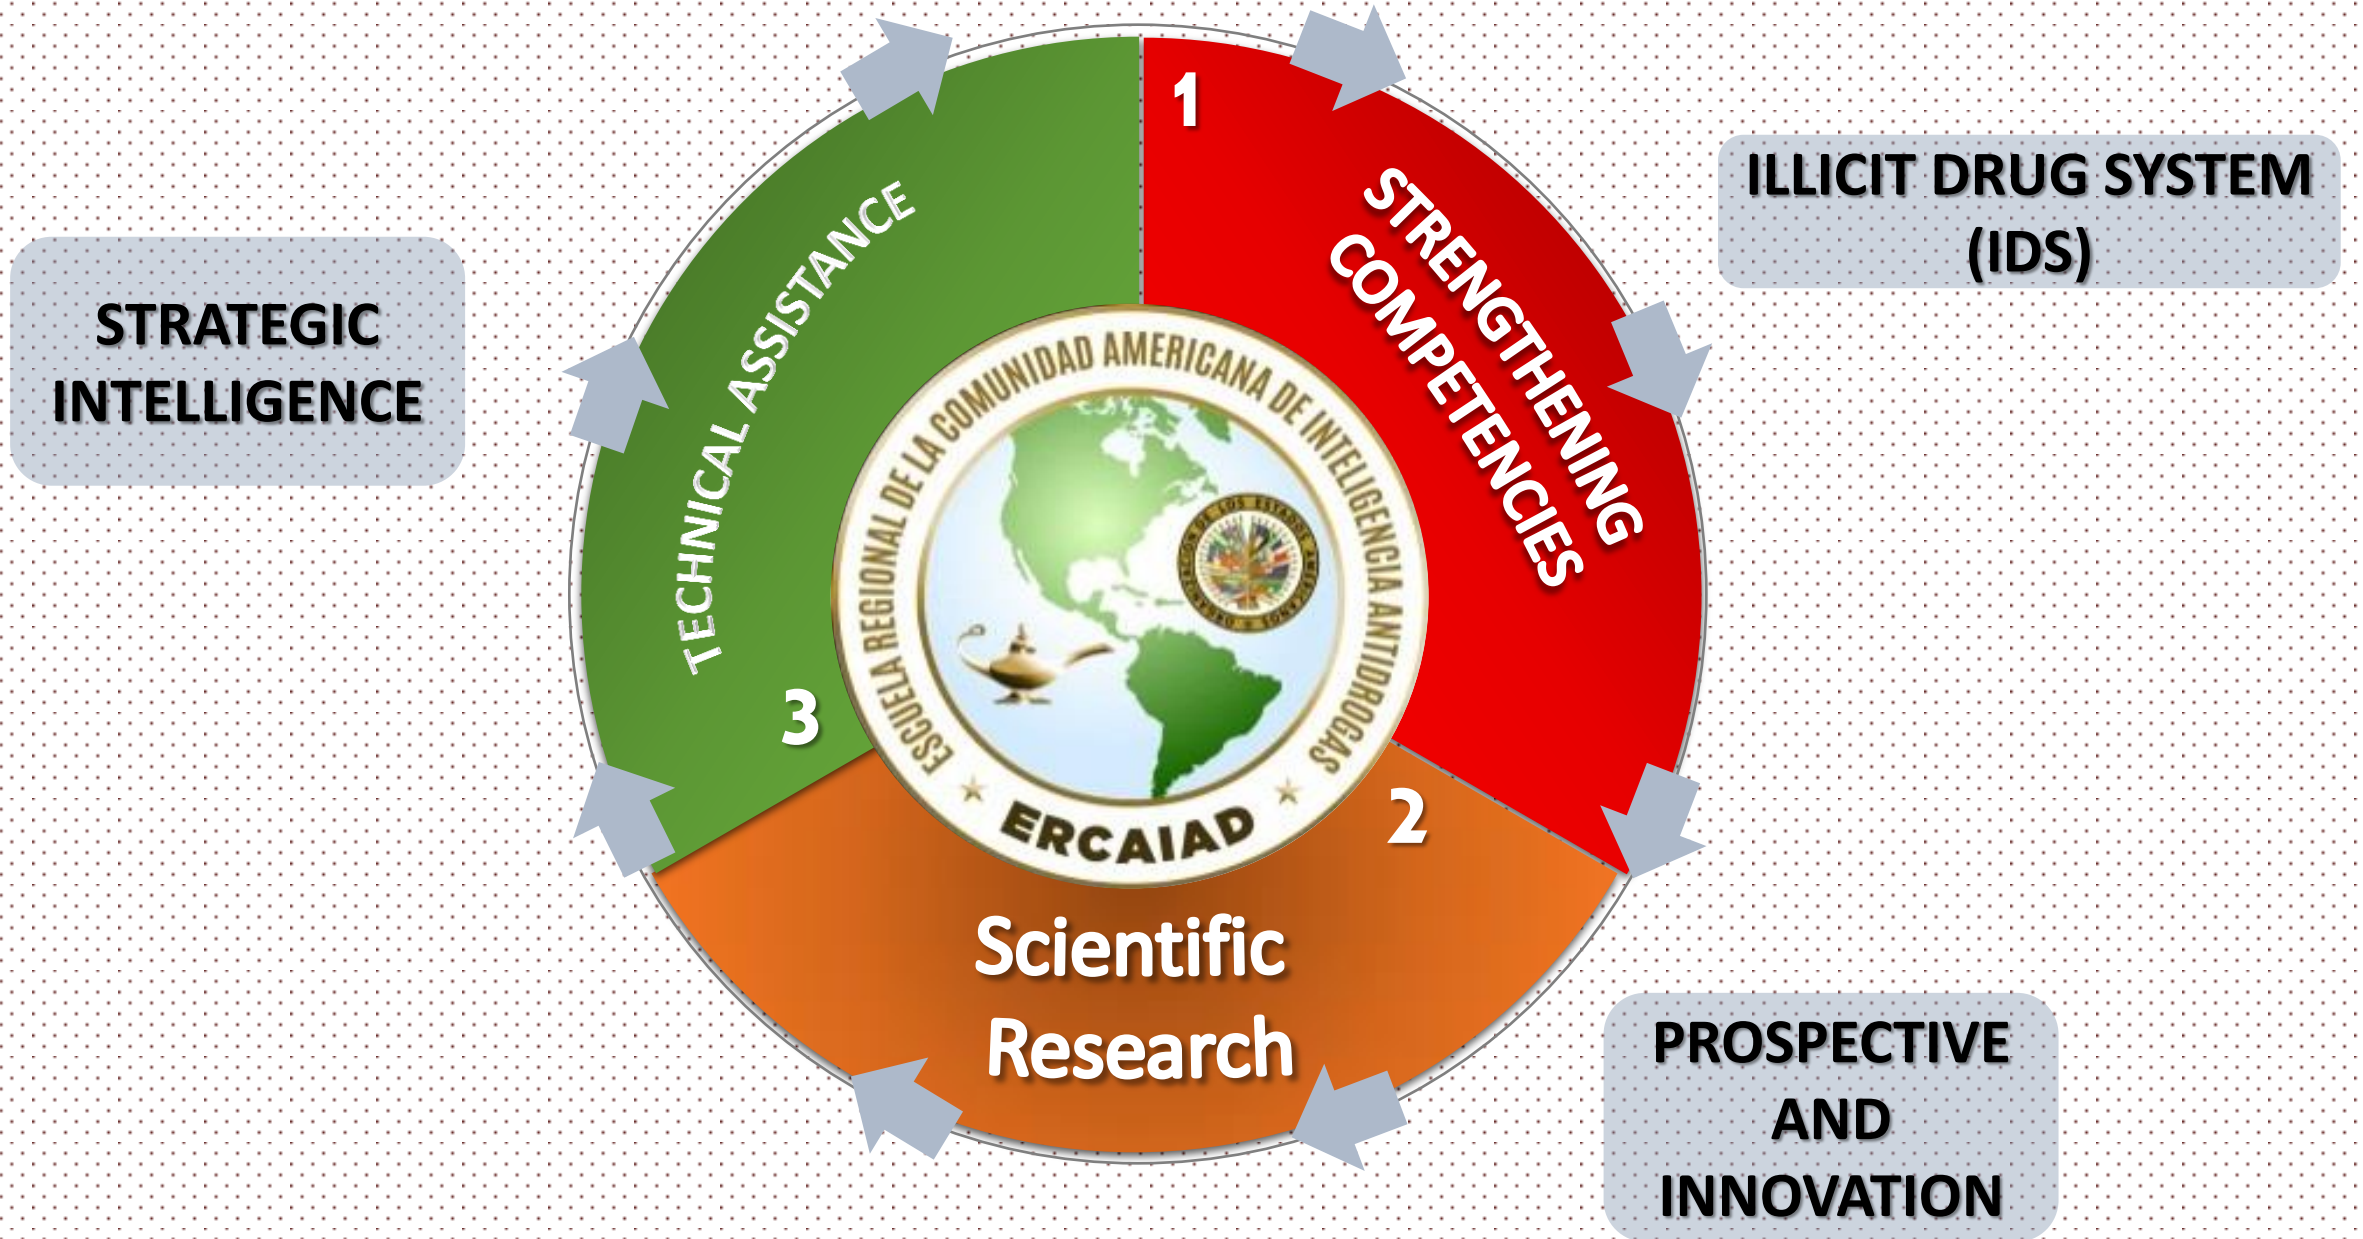 1
STRENGTHENING
COMPETENCIES
ILLICIT DRUG SYSTEM
(IDS)
2
Scientific
Research
PROSPECTIVE
AND
INNOVATION
3
TECHNICAL ASSISTANCE
STRATEGIC
INTELLIGENCE
ESCUELA REGIONAL DE LA COMUNIDAD AMERICANA DE INTELIGENCIA ANTIDROGAS
ERCAIAD